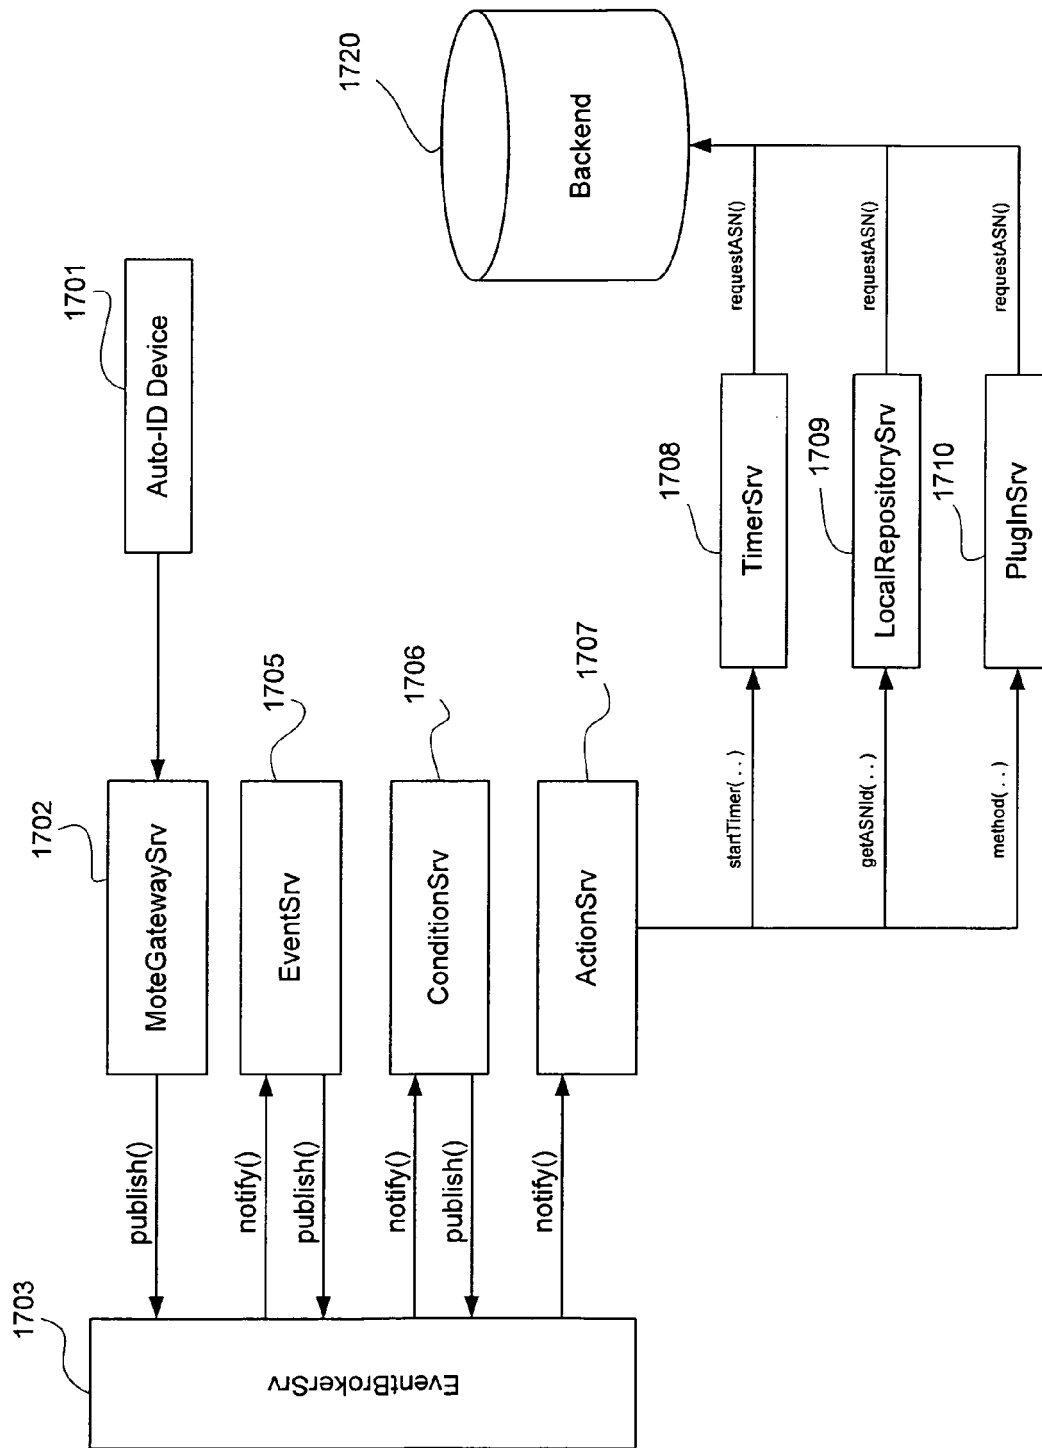 1703
EventBrokerSrv
publish()
notify()
publish()
notify()
publish()
notify()
1702
MoteGatewaySrv
1705
EventSrv
1706
ConditionSrv
1707
ActionSrv
1701
Auto-ID Device
startTimer( . . )
getASNId( . . )
method( . . )
1708
TimerSrv
1709
LocalRepositorySrv
1710
PlugInSrv
requestASN()
requestASN()
requestASN()
1720
Backend